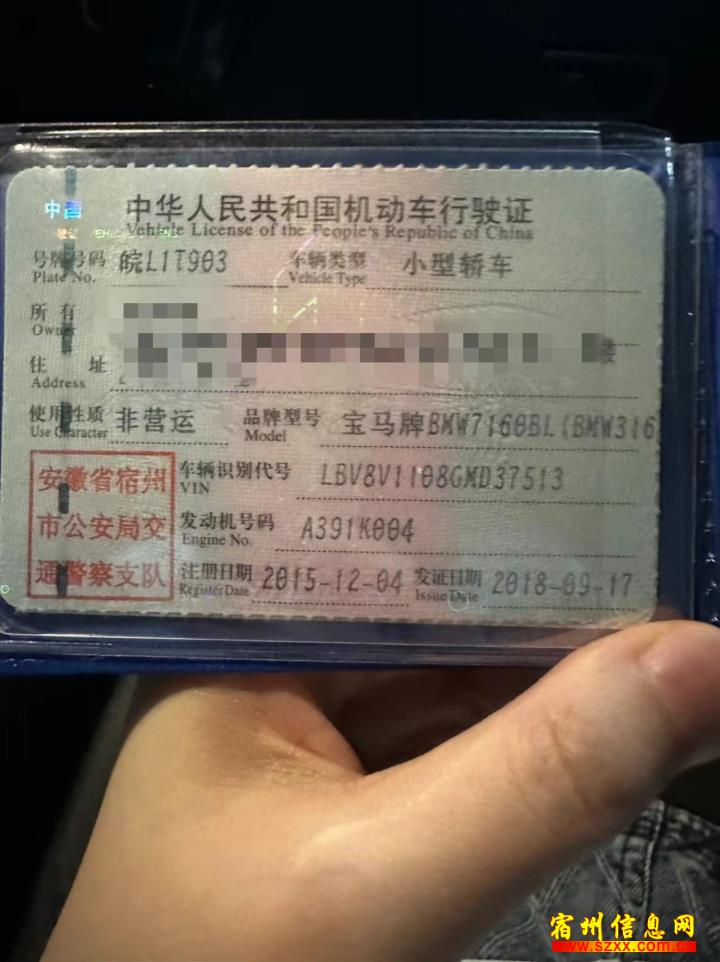 中华人民共和国机动车行驶证
Vehicle License of the People's Republic of China
号牌号码 皖L1T903 车辆类型 小型轿车
Plate No. Vehicle Type
所有
Owner
住址
Address
使用性质 非营运 品牌型号 宝马牌BMW7160BL(BMW316
Use Character Model
安徽省宿州
市公安局交
通警察支队
车辆识别代号 LBV8V1108GMD37513
VIN
发动机号码 A391K004
Engine No.
注册日期 2015-12-04 发证日期 2018-09-17
Register Date Issue Date
宿州信息网
www.szxx.com.cn